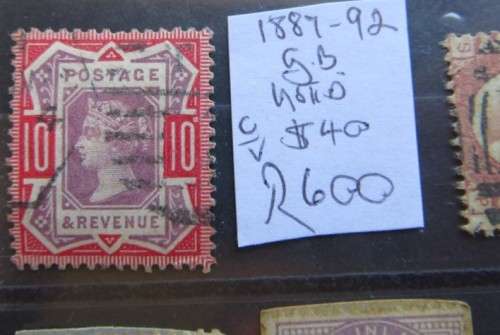 POSTAGE
10 10
& REVENUE
1887-92
G.B.
$40
C/V
R600